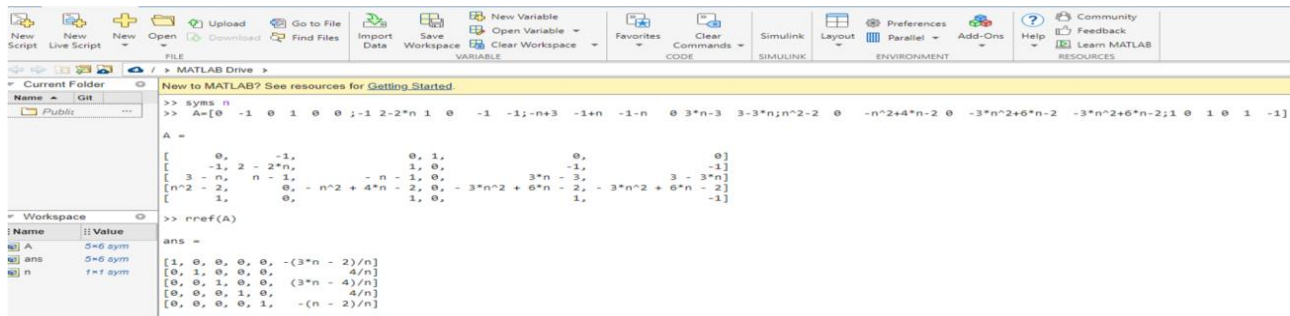 New Script
New Live Script
New
Open
Upload
Download
Go to File
Find Files
FILE
Import Data
Save Workspace
New Variable
Open Variable
Clear Workspace
VARIABLE
Favorites
Clear Commands
CODE
Simulink
SIMULINK
Layout
Preferences
Parallel
Add-Ons
ENVIRONMENT
Help
Community
Feedback
Learn MATLAB
RESOURCES
/ > MATLAB Drive >
Current Folder
Name Git
Public ...
New to MATLAB? See resources for Getting Started.
>> syms n
>> A=[0 -1 0 1 0 0 ;-1 2-2*n 1 0 -1 -1;-n+3 -1+n -1-n 0 3*n-3 3-3*n;n^2-2 0 -n^2+4*n-2 0 -3*n^2+6*n-2 -3*n^2+6*n-2;1 0 1 0 1 -1]
A =
[ 0, -1, 0, 1, 0, 0]
[ -1, 2 - 2*n, 1, 0, -1, -1]
[ 3 - n, n - 1, - n - 1, 0, 3*n - 3, 3 - 3*n]
[n^2 - 2, 0, - n^2 + 4*n - 2, 0, - 3*n^2 + 6*n - 2, - 3*n^2 + 6*n - 2]
[ 1, 0, 1, 0, 1, -1]
>> rref(A)
ans =
[1, 0, 0, 0, 0, -(3*n - 2)/n]
[0, 1, 0, 0, 0, 4/n]
[0, 0, 1, 0, 0, (3*n - 4)/n]
[0, 0, 0, 1, 0, 4/n]
[0, 0, 0, 0, 1, -(n - 2)/n]
Workspace
Name Value
A 5×6 sym
ans 5×6 sym
n 1×1 sym